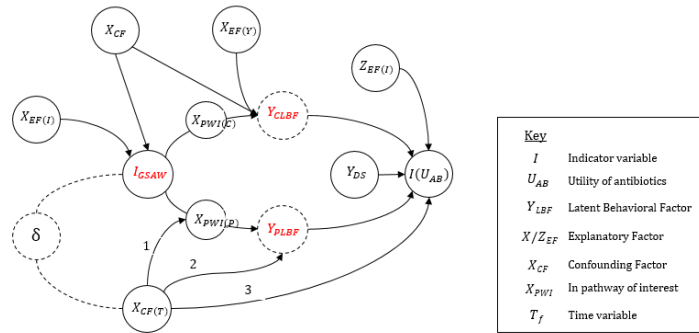 X_CF
X_EF(Y)
Z_EF(I)
X_EF(I)
X_PWI(C)
Y_CLBF
I_GSAW
Y_DS
I(U_AB)
δ
X_PWI(P)
Y_PLBF
1
2
3
X_CF(T)
Key
I Indicator variable
U_AB Utility of antibiotics
Y_LBF Latent Behavioral Factor
X/Z_EF Explanatory Factor
X_CF Confounding Factor
X_PWI In pathway of interest
T_f Time variable